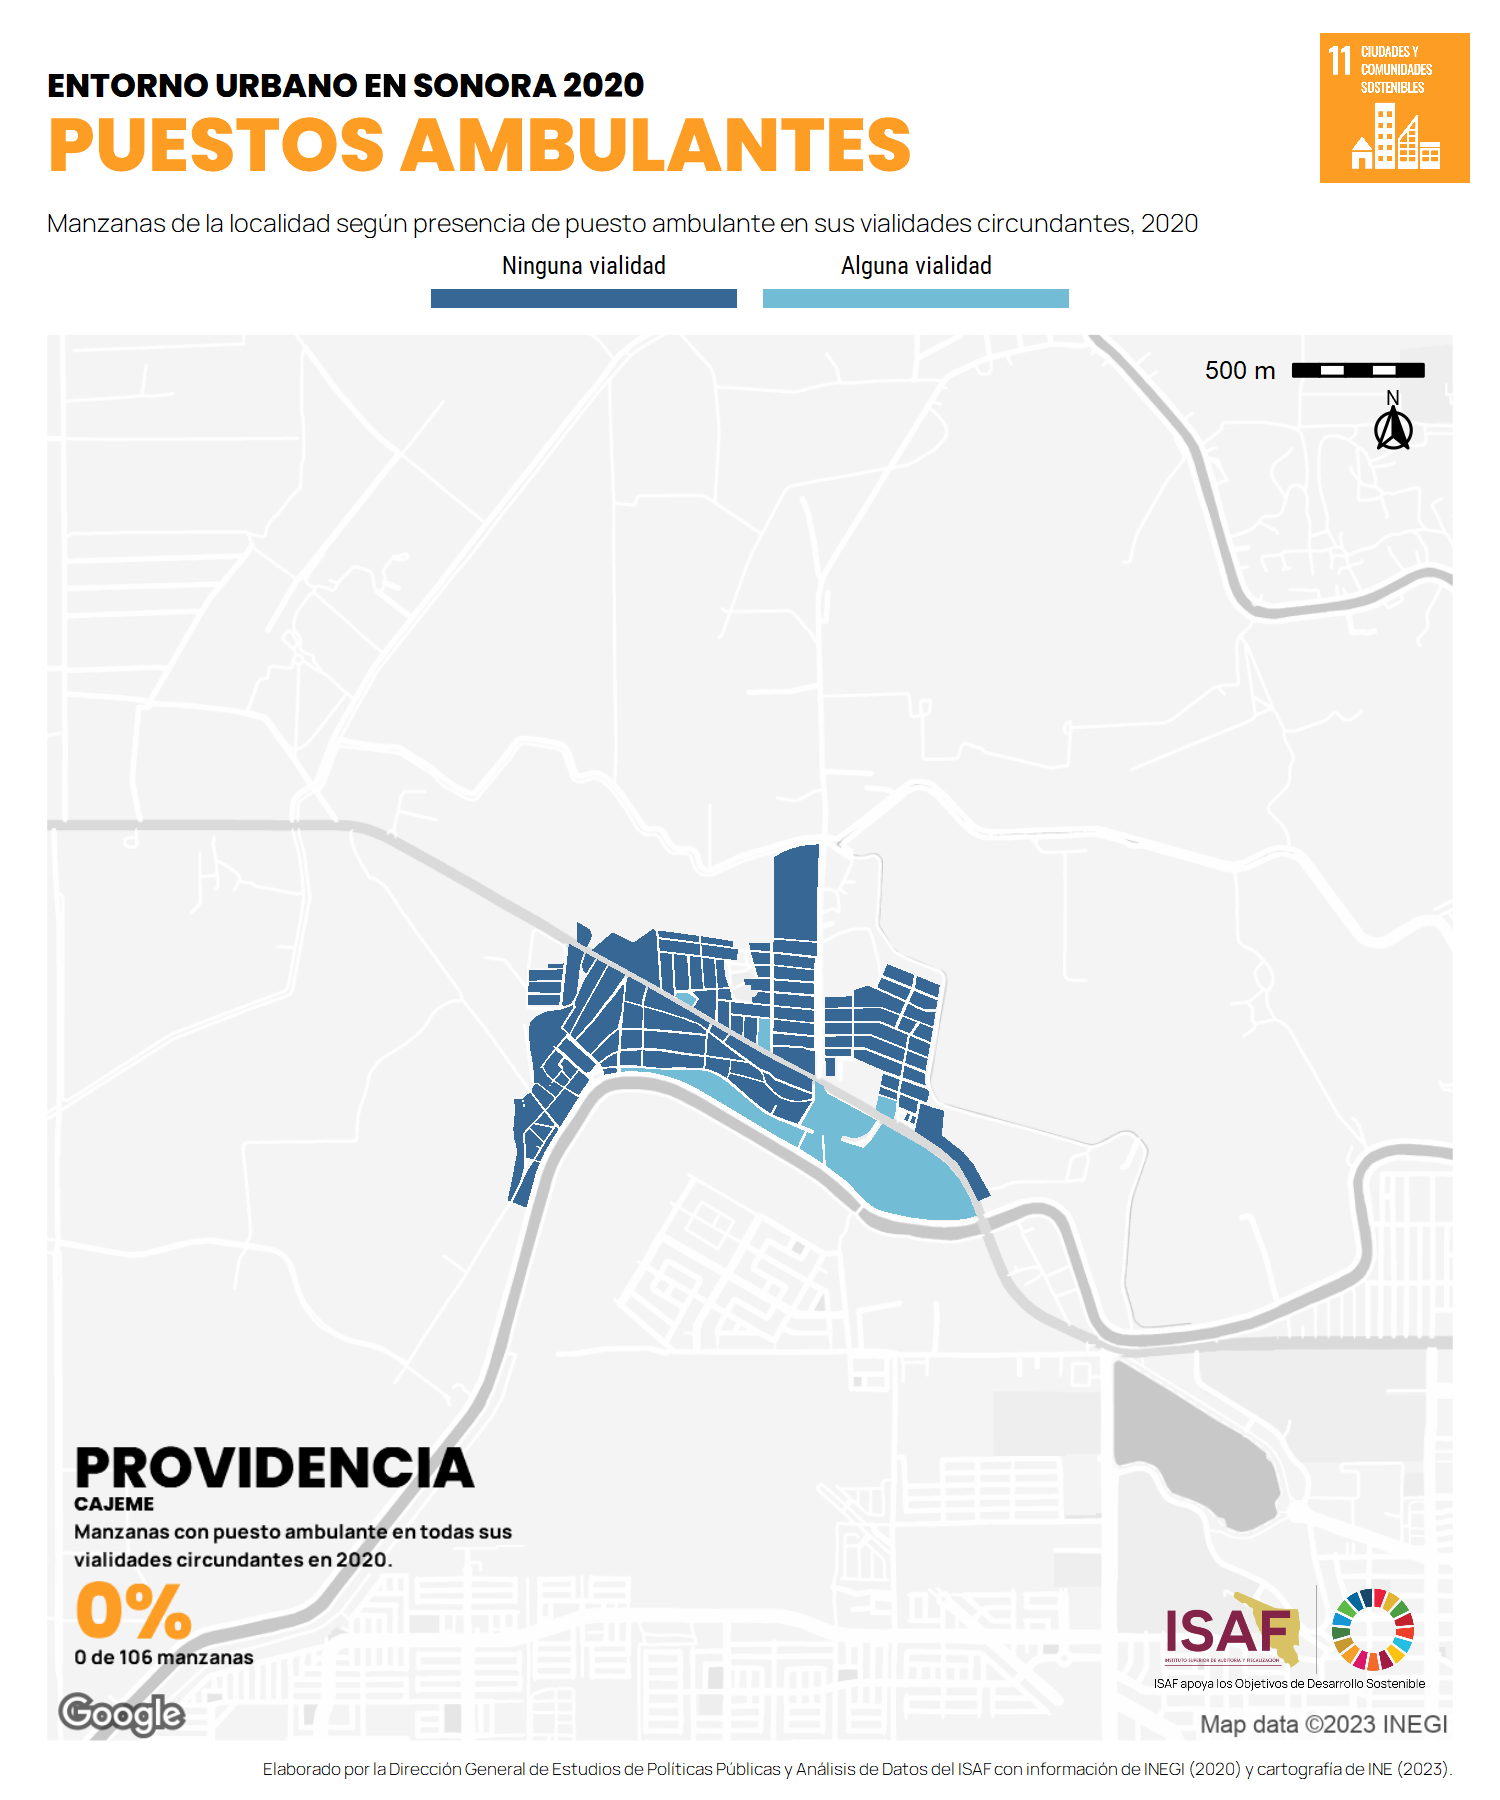 11 CIUDADES Y
COMUNIDADES
SOSTENIBLES
ENTORNO URBANO EN SONORA 2020
PUESTOS AMBULANTES
Manzanas de la localidad según presencia de puesto ambulante en sus vialidades circundantes, 2020
Ninguna vialidad Alguna vialidad
500 m
N
PROVIDENCIA
CAJEME
Manzanas con puesto ambulante en todas sus
vialidades circundantes en 2020.
0%
0 de 106 manzanas
ISAF
INSTITUTO SUPERIOR DE AUDITORÍA Y FISCALIZACIÓN
ISAF apoya los Objetivos de Desarrollo Sostenible
Google
Map data ©2023 INEGI
Elaborado por la Dirección General de Estudios de Políticas Públicas y Análisis de Datos del ISAF con información de INEGI (2020) y cartografía de INE (2023).